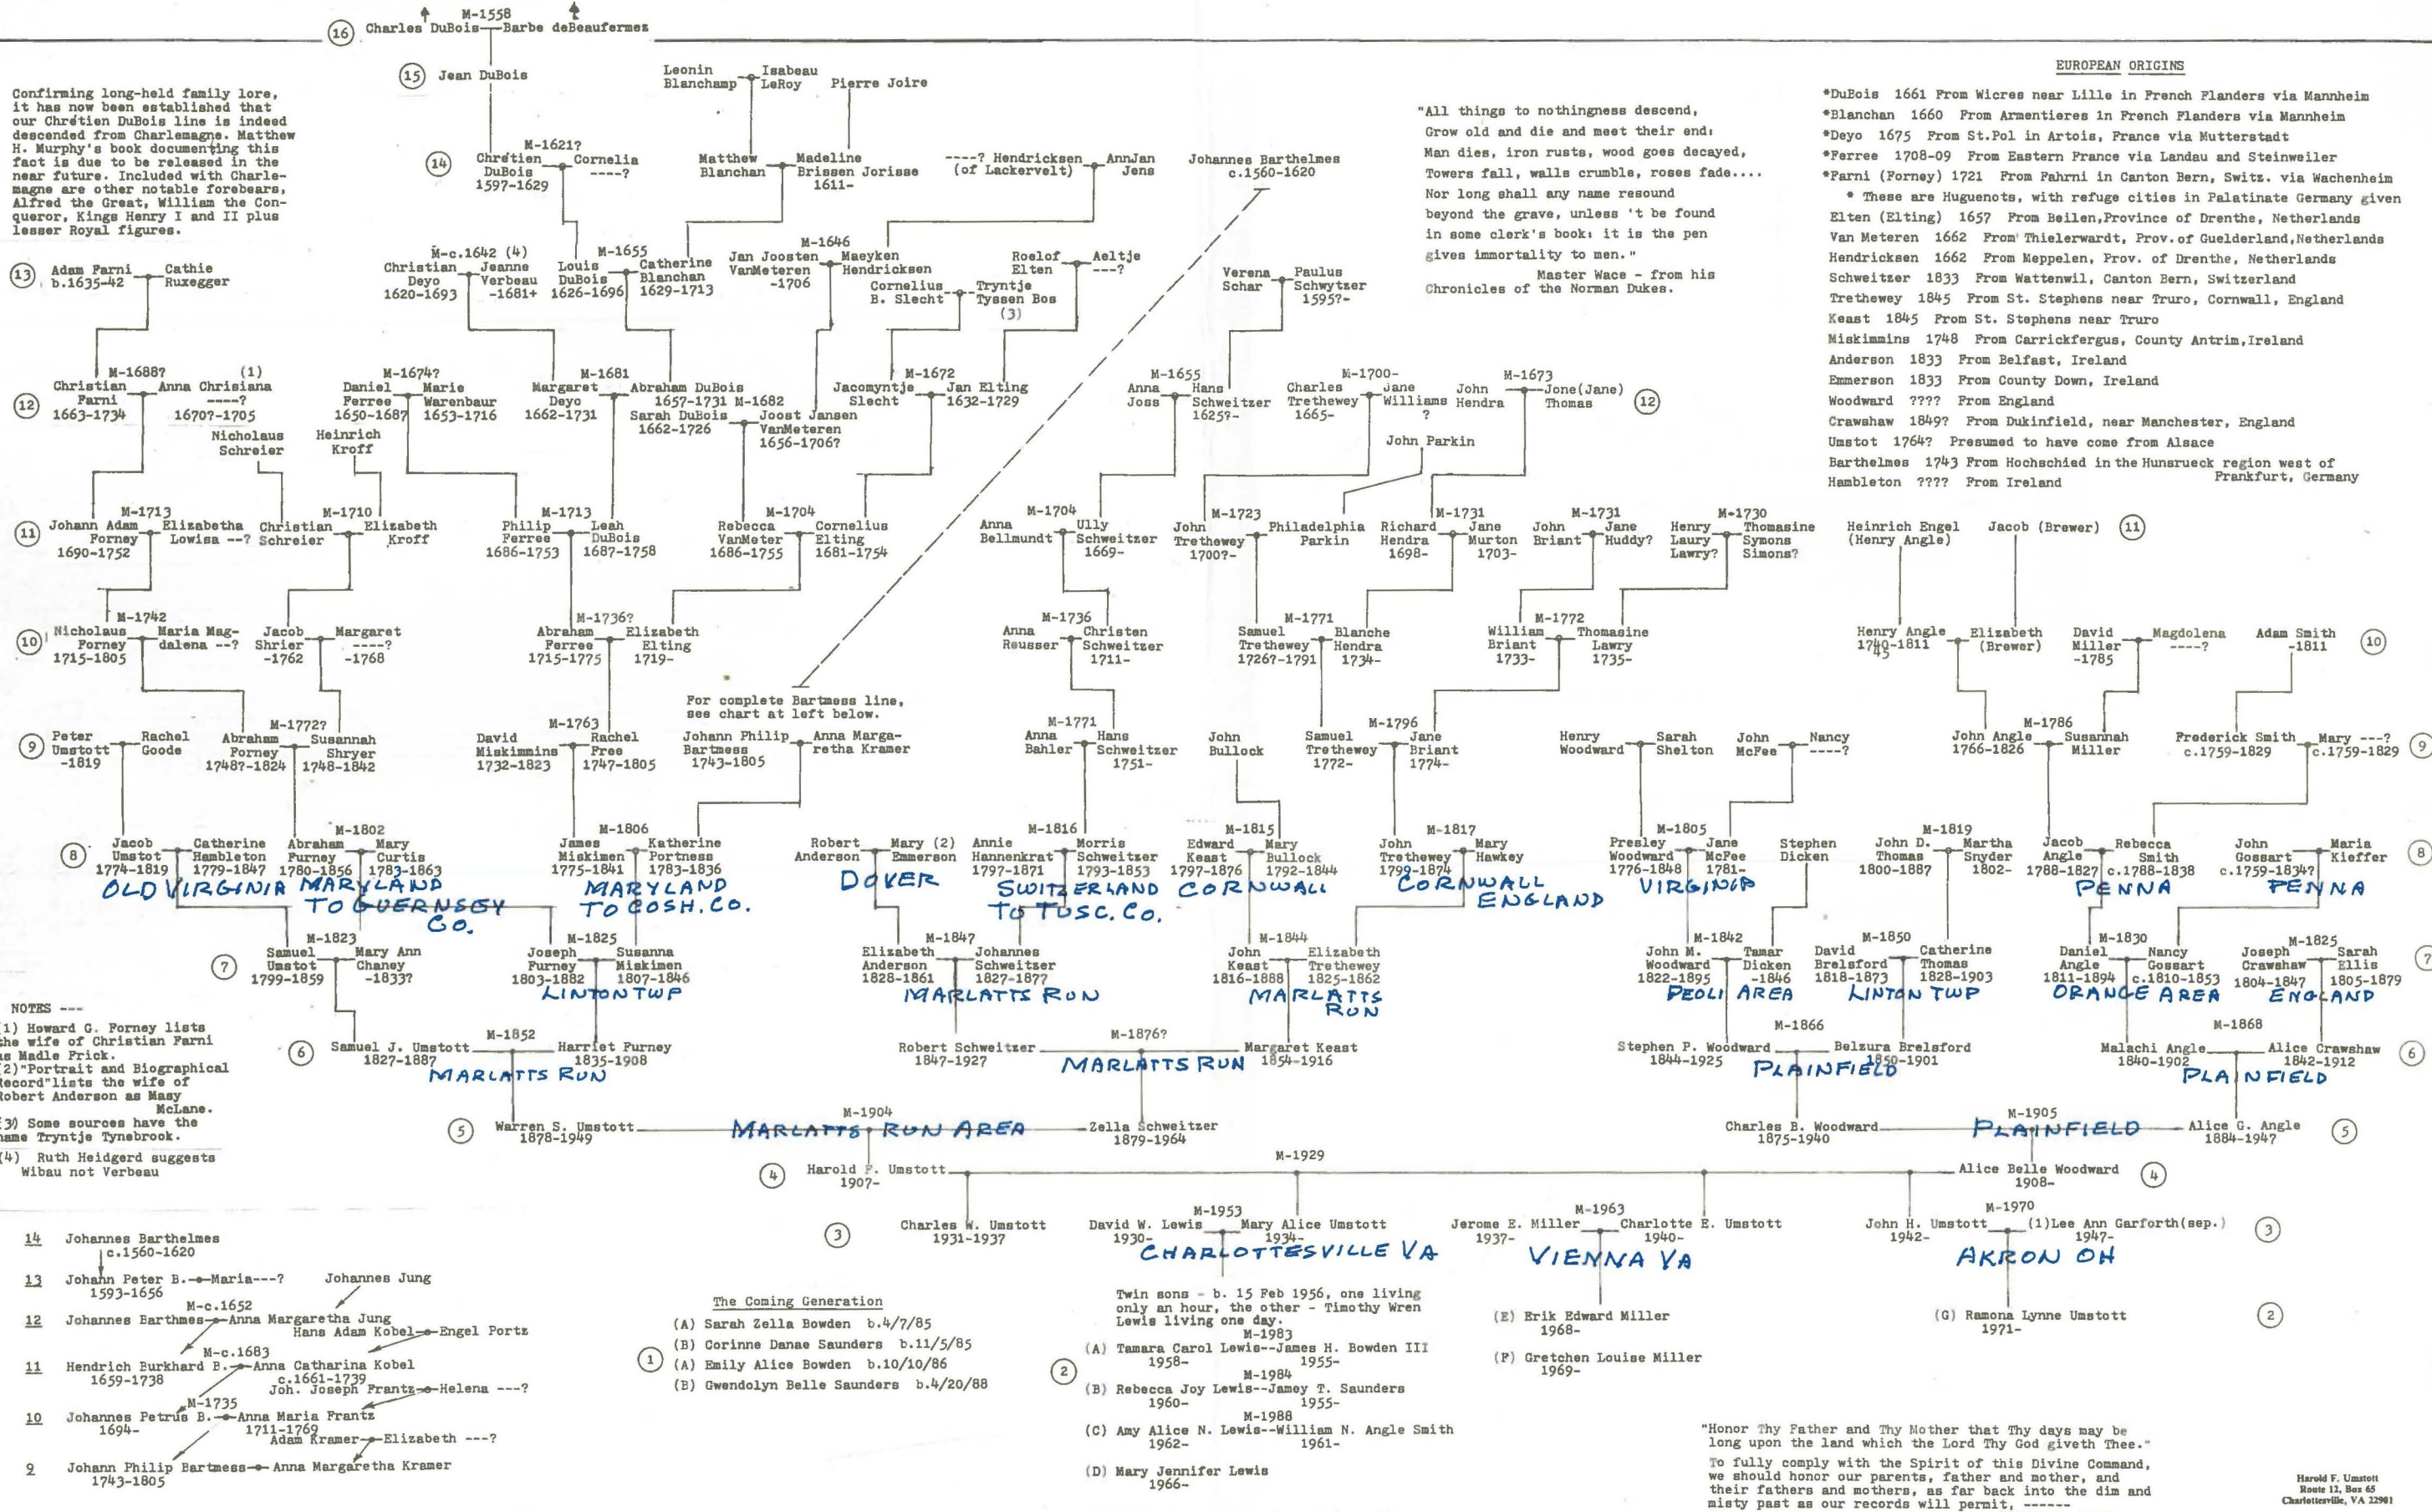 M-1558
(16) Charles DuBois—Barbe deBeaufermez
(15) Jean DuBois
Leonin Blanchamp
Isabeau LeRoy
Pierre Joire
Confirming long-held family lore,
it has now been established that
our Chrétien DuBois line is indeed
descended from Charlemagne. Matthew
H. Murphy's book documenting this
fact is due to be released in the
near future. Included with Charle-
magne are other notable forebears,
Alfred the Great, William the Con-
queror, Kings Henry I and II plus
lesser Royal figures.
"All things to nothingness descend,
Grow old and die and meet their end:
Man dies, iron rusts, wood goes decayed,
Towers fall, walls crumble, roses fade....
Nor long shall any name resound
beyond the grave, unless 't be found
in some clerk's book: it is the pen
gives immortality to men."
Master Wace - from his
Chronicles of the Norman Dukes.
EUROPEAN ORIGINS
*DuBois 1661 From Wicres near Lille in French Flanders via Mannheim
*Blanchan 1660 From Armentieres in French Flanders via Mannheim
*Deyo 1675 From St.Pol in Artois, France via Mutterstadt
*Ferree 1708-09 From Eastern France via Landau and Steinweiler
*Farni (Forney) 1721 From Fahrni in Canton Bern, Switz. via Wachenheim
* These are Huguenots, with refuge cities in Palatinate Germany given
Elten (Elting) 1657 From Beilen,Province of Drenthe, Netherlands
Van Meteren 1662 From Thielerwardt, Prov. of Guelderland,Netherlands
Hendricksen 1662 From Meppelen, Prov. of Drenthe, Netherlands
Schweitzer 1833 From Wattenwil, Canton Bern, Switzerland
Trethewey 1845 From St. Stephens near Truro, Cornwall, England
Keast 1845 From St. Stephens near Truro
Miskimmins 1748 From Carrickfergus, County Antrim,Ireland
Anderson 1833 From Belfast, Ireland
Emmerson 1833 From County Down, Ireland
Woodward ???? From England
Crawshaw 1849? From Dukinfield, near Manchester, England
Umstot 1764? Presumed to have come from Alsace
Barthelmes 1743 From Hochschied in the Hunsrueck region west of
Frankfurt, Germany
Hambleton ???? From Ireland
(14) M-1621?
Chrétien DuBois 1597-1629
Cornelia ----?
Matthew Blanchan
Madeline Brissen Jorisse 1611-
----? Hendricksen (of Lackervelt)
AnnJan Jens
Johannes Barthelmes c.1560-1620
(13) Adam Farni b.1635-42
Cathie Ruxegger
M-c.1642 (4)
Christian Deyo 1620-1693
Jeanne Verbeau -1681+
M-1655
Louis DuBois 1626-1696
Catherine Blanchan 1629-1713
M-1646
Jan Joosten VanMeteren -1706
Maeyken Hendricksen
Cornelius B. Slecht
Tryntje Tyssen Bos (3)
Roelof Elten
Aeltje ---?
Verena Schar
Paulus Schwytzer 1595?-
(12) M-1688?
Christian Farni 1663-1734
(1)
Anna Chrisiana ----? 1670?-1705
M-1674?
Daniel Ferree 1650-1687
Marie Warenbaur 1653-1716
M-1681
Margaret Deyo 1662-1731
Abraham DuBois 1657-1731
M-1682
Sarah DuBois 1662-1726
Joost Jansen VanMeteren 1656-1706?
M-1672
Jacomyntje Slecht
Jan Elting 1632-1729
M-1655
Anna Joss
Hans Schweitzer 1625?-
M-1700-
Charles Trethewey 1665-
Jane Williams ?
M-1673
John Hendra
Jone(Jane) Thomas
(12)
Nicholaus Schreier
Heinrich Kroff
John Parkin
(11) M-1713
Johann Adam Forney 1690-1752
Elizabetha Lowisa --?
M-1710
Christian Schreier
Elizabeth Kroff
M-1713
Philip Ferree 1686-1753
Leah DuBois 1687-1758
M-1704
Rebecca VanMeter 1686-1755
Cornelius Elting 1681-1754
M-1704
Anna Bellmundt
Ully Schweitzer 1669-
M-1723
John Trethewey 1700?-
Philadelphia Parkin
M-1731
Richard Hendra 1698-
Jane Murton 1703-
M-1731
John Briant
Jane Huddy?
M-1730
Henry Laury Lawry?
Thomasine Symons Simons?
Heinrich Engel (Henry Angle)
Jacob (Brewer)
(11)
(10) M-1742
Nicholaus Forney 1715-1805
Maria Mag-
dalena --?
Jacob Shrier -1762
Margaret ----? -1768
M-1736?
Abraham Ferree 1715-1775
Elizabeth Elting 1719-
M-1736
Anna Reusser
Christen Schweitzer 1711-
M-1771
Samuel Trethewey 1726?-1791
Blanche Hendra 1734-
M-1772
William Briant 1733-
Thomasine Lawry 1735-
Henry Angle 1740-1811
45
Elizabeth (Brewer)
David Miller -1785
Magdolena ----?
Adam Smith -1811
(10)
For complete Bartmess line,
see chart at left below.
(9) Peter Umstott -1819
Rachel Goode
M-1772?
Abraham Forney 1748?-1824
Susannah Shryer 1748-1842
M-1763
David Miskimmins 1732-1823
Rachel Free 1747-1805
Johann Philip Bartmess 1743-1805
Anna Marga-
retha Kramer
M-1771
Anna Bahler
Hans Schweitzer 1751-
John Bullock
M-1796
Samuel Trethewey 1772-
Jane Briant 1774-
Henry Woodward
Sarah Shelton
John McFee
Nancy ----?
M-1786
John Angle 1766-1826
Susannah Miller
Frederick Smith c.1759-1829
Mary ---? c.1759-1829
(9)
(8) Jacob Umstot 1774-1819
Catherine Hambleton 1779-1847
OLD VIRGINIA
M-1802
Abraham Furney 1780-1856
Mary Curtis 1783-1863
MARYLAND
TO GUERNSEY
CO.
M-1806
James Miskimen 1775-1841
Katherine Portness 1783-1836
MARYLAND
TO COSH. CO.
Robert Anderson
Mary (2) Emmerson
DOVER
M-1816
Annie Hannenkrat 1797-1871
Morris Schweitzer 1793-1853
SWITZERLAND
TO TUSC. CO.
M-1815
Edward Keast 1797-1876
Mary Bullock 1792-1844
CORNWALL
M-1817
John Trethewey 1799-1874
Mary Hawkey
CORNWALL
ENGLAND
M-1805
Presley Woodward 1776-1848
Jane McFee 1781-
VIRGINIA
Stephen Dicken
M-1819
John D. Thomas 1800-1887
Martha Snyder 1802-
Jacob Angle 1788-1827
Rebecca Smith c.1788-1838
PENNA
John Gossart c.1759-1834?
Maria Kieffer
PENNA
(8)
(7) M-1823
Samuel Umstot 1799-1859
Mary Ann Chaney -1833?
M-1825
Joseph Furney 1803-1882
Susanna Miskimen 1807-1846
LINTON TWP
M-1847
Elizabeth Anderson 1828-1861
Johannes Schweitzer 1827-1877
MARLATTS RUN
M-1844
John Keast 1816-1888
Elizabeth Trethewey 1825-1862
MARLATTS
RUN
M-1842
John M. Woodward 1822-1895
Tamar Dicken -1846
PEOLI AREA
M-1850
David Brelsford 1818-1873
Catherine Thomas 1828-1903
LINTON TWP
M-1830
Daniel Angle 1811-1894
Nancy Gossart c.1810-1853
ORANGE AREA
M-1825
Joseph Crawshaw 1804-1847
Sarah Ellis 1805-1879
ENGLAND
(7)
NOTES ---
1) Howard G. Forney lists
the wife of Christian Farni
as Madle Frick.
(2)"Portrait and Biographical
Record"lists the wife of
Robert Anderson as Masy
McLane.
(3) Some sources have the
name Tryntje Tynebrook.
(4) Ruth Heidgerd suggests
Wibau not Verbeau
(6) M-1852
Samuel J. Umstott 1827-1887
Harriet Furney 1835-1908
MARLATTS RUN
M-1876?
Robert Schweitzer 1847-1927
Margaret Keast 1854-1916
MARLATTS RUN
M-1866
Stephen P. Woodward 1844-1925
Belzura Brelsford 1850-1901
PLAINFIELD
M-1868
Malachi Angle 1840-1902
Alice Crawshaw 1842-1912
PLAINFIELD
(6)
(5) M-1904
Warren S. Umstott 1878-1949
MARLATTS RUN AREA
Zella Schweitzer 1879-1964
M-1905
Charles B. Woodward 1875-1940
PLAINFIELD
Alice G. Angle 1884-1947
(5)
(4) Harold F. Umstott 1907-
M-1929
Alice Belle Woodward 1908-
(4)
(3) Charles W. Umstott 1931-1937
M-1953
David W. Lewis 1930-
Mary Alice Umstott 1934-
CHARLOTTESVILLE VA
M-1963
Jerome E. Miller 1937-
Charlotte E. Umstott 1940-
VIENNA VA
M-1970
John H. Umstott 1942-
(1)Lee Ann Garforth(sep.) 1947-
AKRON OH
(3)
14 Johannes Barthelmes
c.1560-1620
13 Johann Peter B.—Maria---?
1593-1656
Johannes Jung
M-c.1652
12 Johannes Barthmes—Anna Margaretha Jung
Hans Adam Kobel—Engel Portz
M-c.1683
11 Hendrich Burkhard B.—Anna Catharina Kobel
1659-1738 c.1661-1739
Joh. Joseph Frantz—Helena ---?
M-1735
10 Johannes Petrus B.—Anna Maria Frantz
1694- 1711-1769
Adam Kramer—Elizabeth ---?
9 Johann Philip Bartmess—Anna Margaretha Kramer
1743-1805
The Coming Generation
(1)
(A) Sarah Zella Bowden b.4/7/85
(B) Corinne Danae Saunders b.11/5/85
(A) Emily Alice Bowden b.10/10/86
(B) Gwendolyn Belle Saunders b.4/20/88
Twin sons - b. 15 Feb 1956, one living
only an hour, the other - Timothy Wren
Lewis living one day.
(2)
M-1983
(A) Tamara Carol Lewis--James H. Bowden III
1958- 1955-
M-1984
(B) Rebecca Joy Lewis--Jamey T. Saunders
1960- 1955-
M-1988
(C) Amy Alice N. Lewis--William N. Angle Smith
1962- 1961-
(D) Mary Jennifer Lewis
1966-
(E) Erik Edward Miller
1968-
(F) Gretchen Louise Miller
1969-
(G) Ramona Lynne Umstott
1971-
(2)
"Honor Thy Father and Thy Mother that Thy days may be
long upon the land which the Lord Thy God giveth Thee."
To fully comply with the Spirit of this Divine Command,
we should honor our parents, father and mother, and
their fathers and mothers, as far back into the dim and
misty past as our records will permit, ------
Harold F. Umstott
Route 12, Box 65
Charlottesville, VA 22901